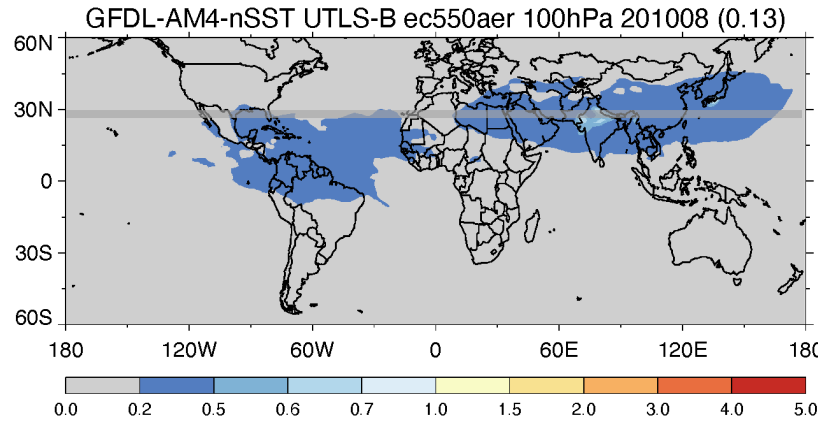 GFDL-AM4-nSST UTLS-B ec550aer 100hPa 201008 (0.13)
60N
30N
0
30S
60S
180 120W 60W 0 60E 120E 180
0.0 0.2 0.5 0.6 0.7 1.0 1.5 2.0 3.0 4.0 5.0